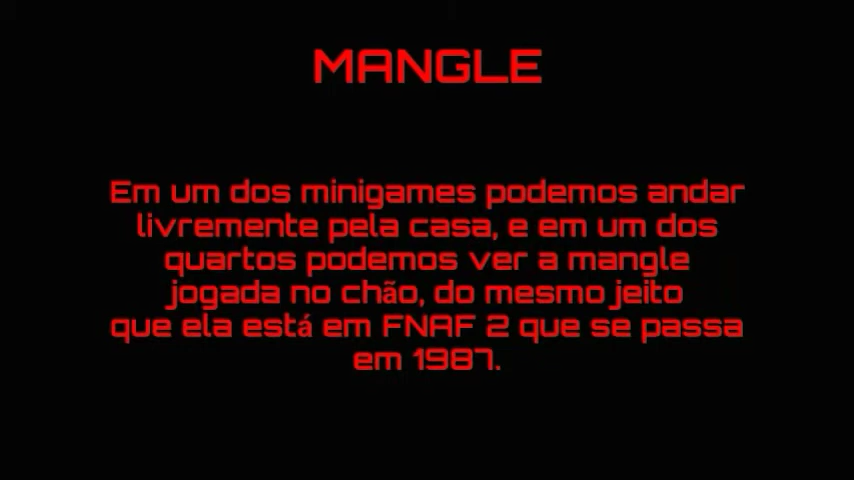 MANGLE
Em um dos minigames podemos andar
livremente pela casa, e em um dos
quartos podemos ver a mangle
jogada no chão, do mesmo jeito
que ela está em FNAF 2 que se passa
em 1987.